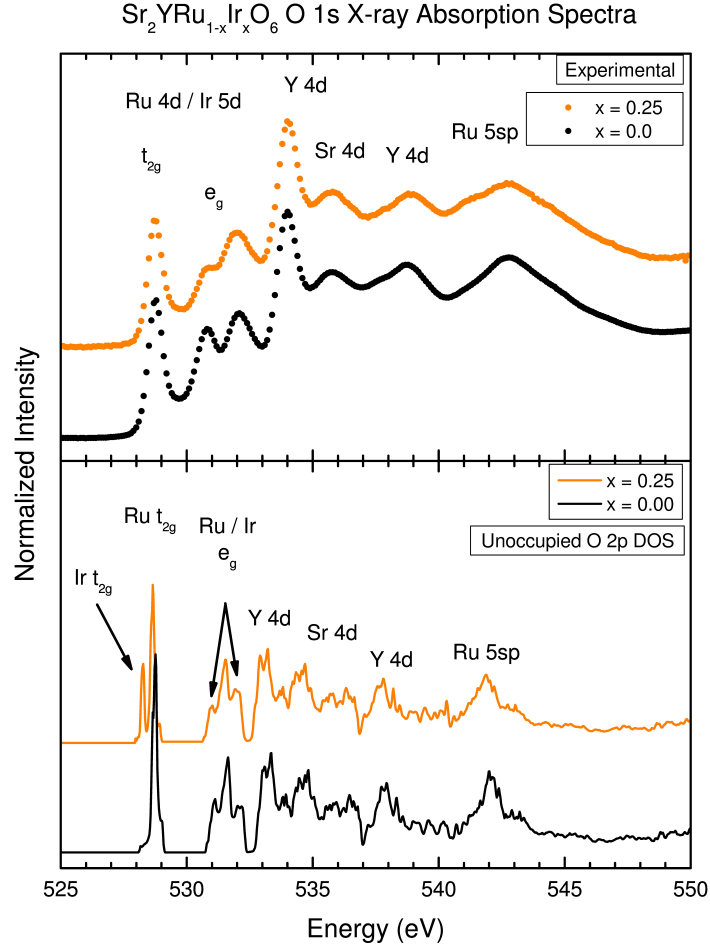 Sr₂YRu₁₋ₓIrₓO₆ O 1s X-ray Absorption Spectra
Experimental
x = 0.25
x = 0.0
Y 4d
Ru 4d / Ir 5d
t₂g
e_g
Sr 4d
Y 4d
Ru 5sp
Normalized Intensity
x = 0.25
x = 0.00
Unoccupied O 2p DOS
Ru t₂g
Ru / Ir
e_g
Ir t₂g
Y 4d
Sr 4d
Y 4d
Ru 5sp
525 530 535 540 545 550
Energy (eV)